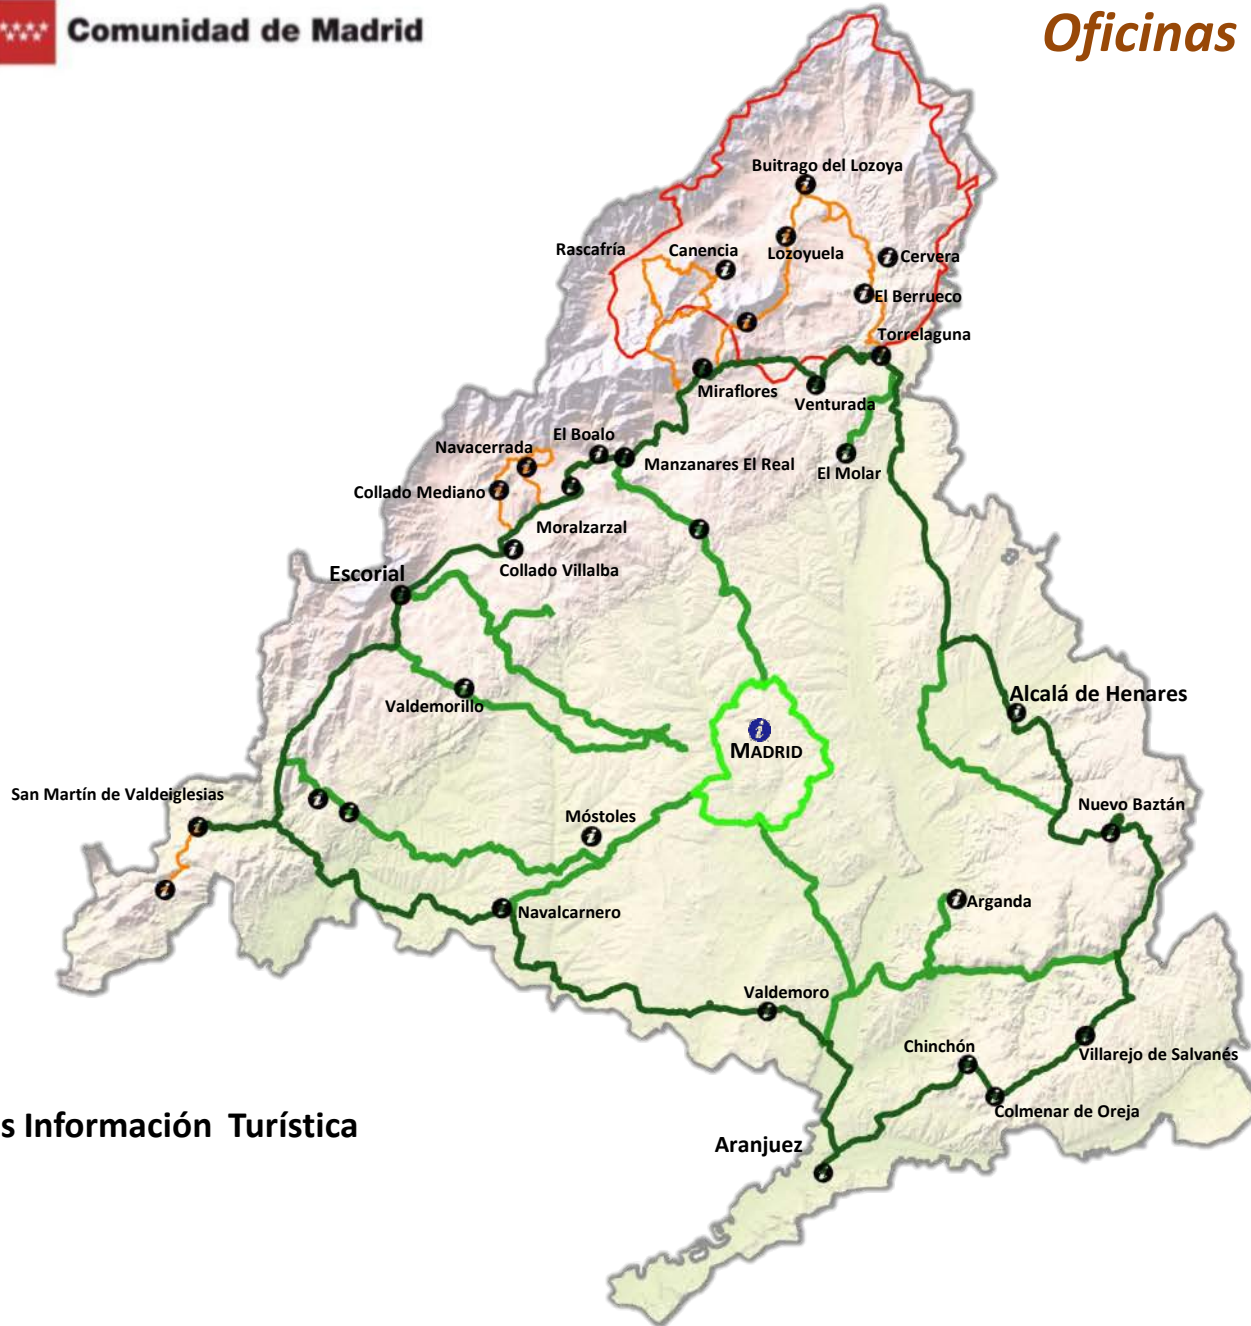 Comunidad de Madrid
Oficinas
Buitrago del Lozoya
Rascafría
Canencia
Lozoyuela
Cervera
El Berrueco
Torrelaguna
Miraflores
Venturada
El Boalo
Navacerrada
Manzanares El Real
El Molar
Collado Mediano
Moralzarzal
Collado Villalba
Escorial
Alcalá de Henares
Valdemorillo
MADRID
San Martín de Valdeiglesias
Móstoles
Nuevo Baztán
Navalcarnero
Arganda
Valdemoro
Chinchón
Villarejo de Salvanés
Colmenar de Oreja
s Información Turística
Aranjuez